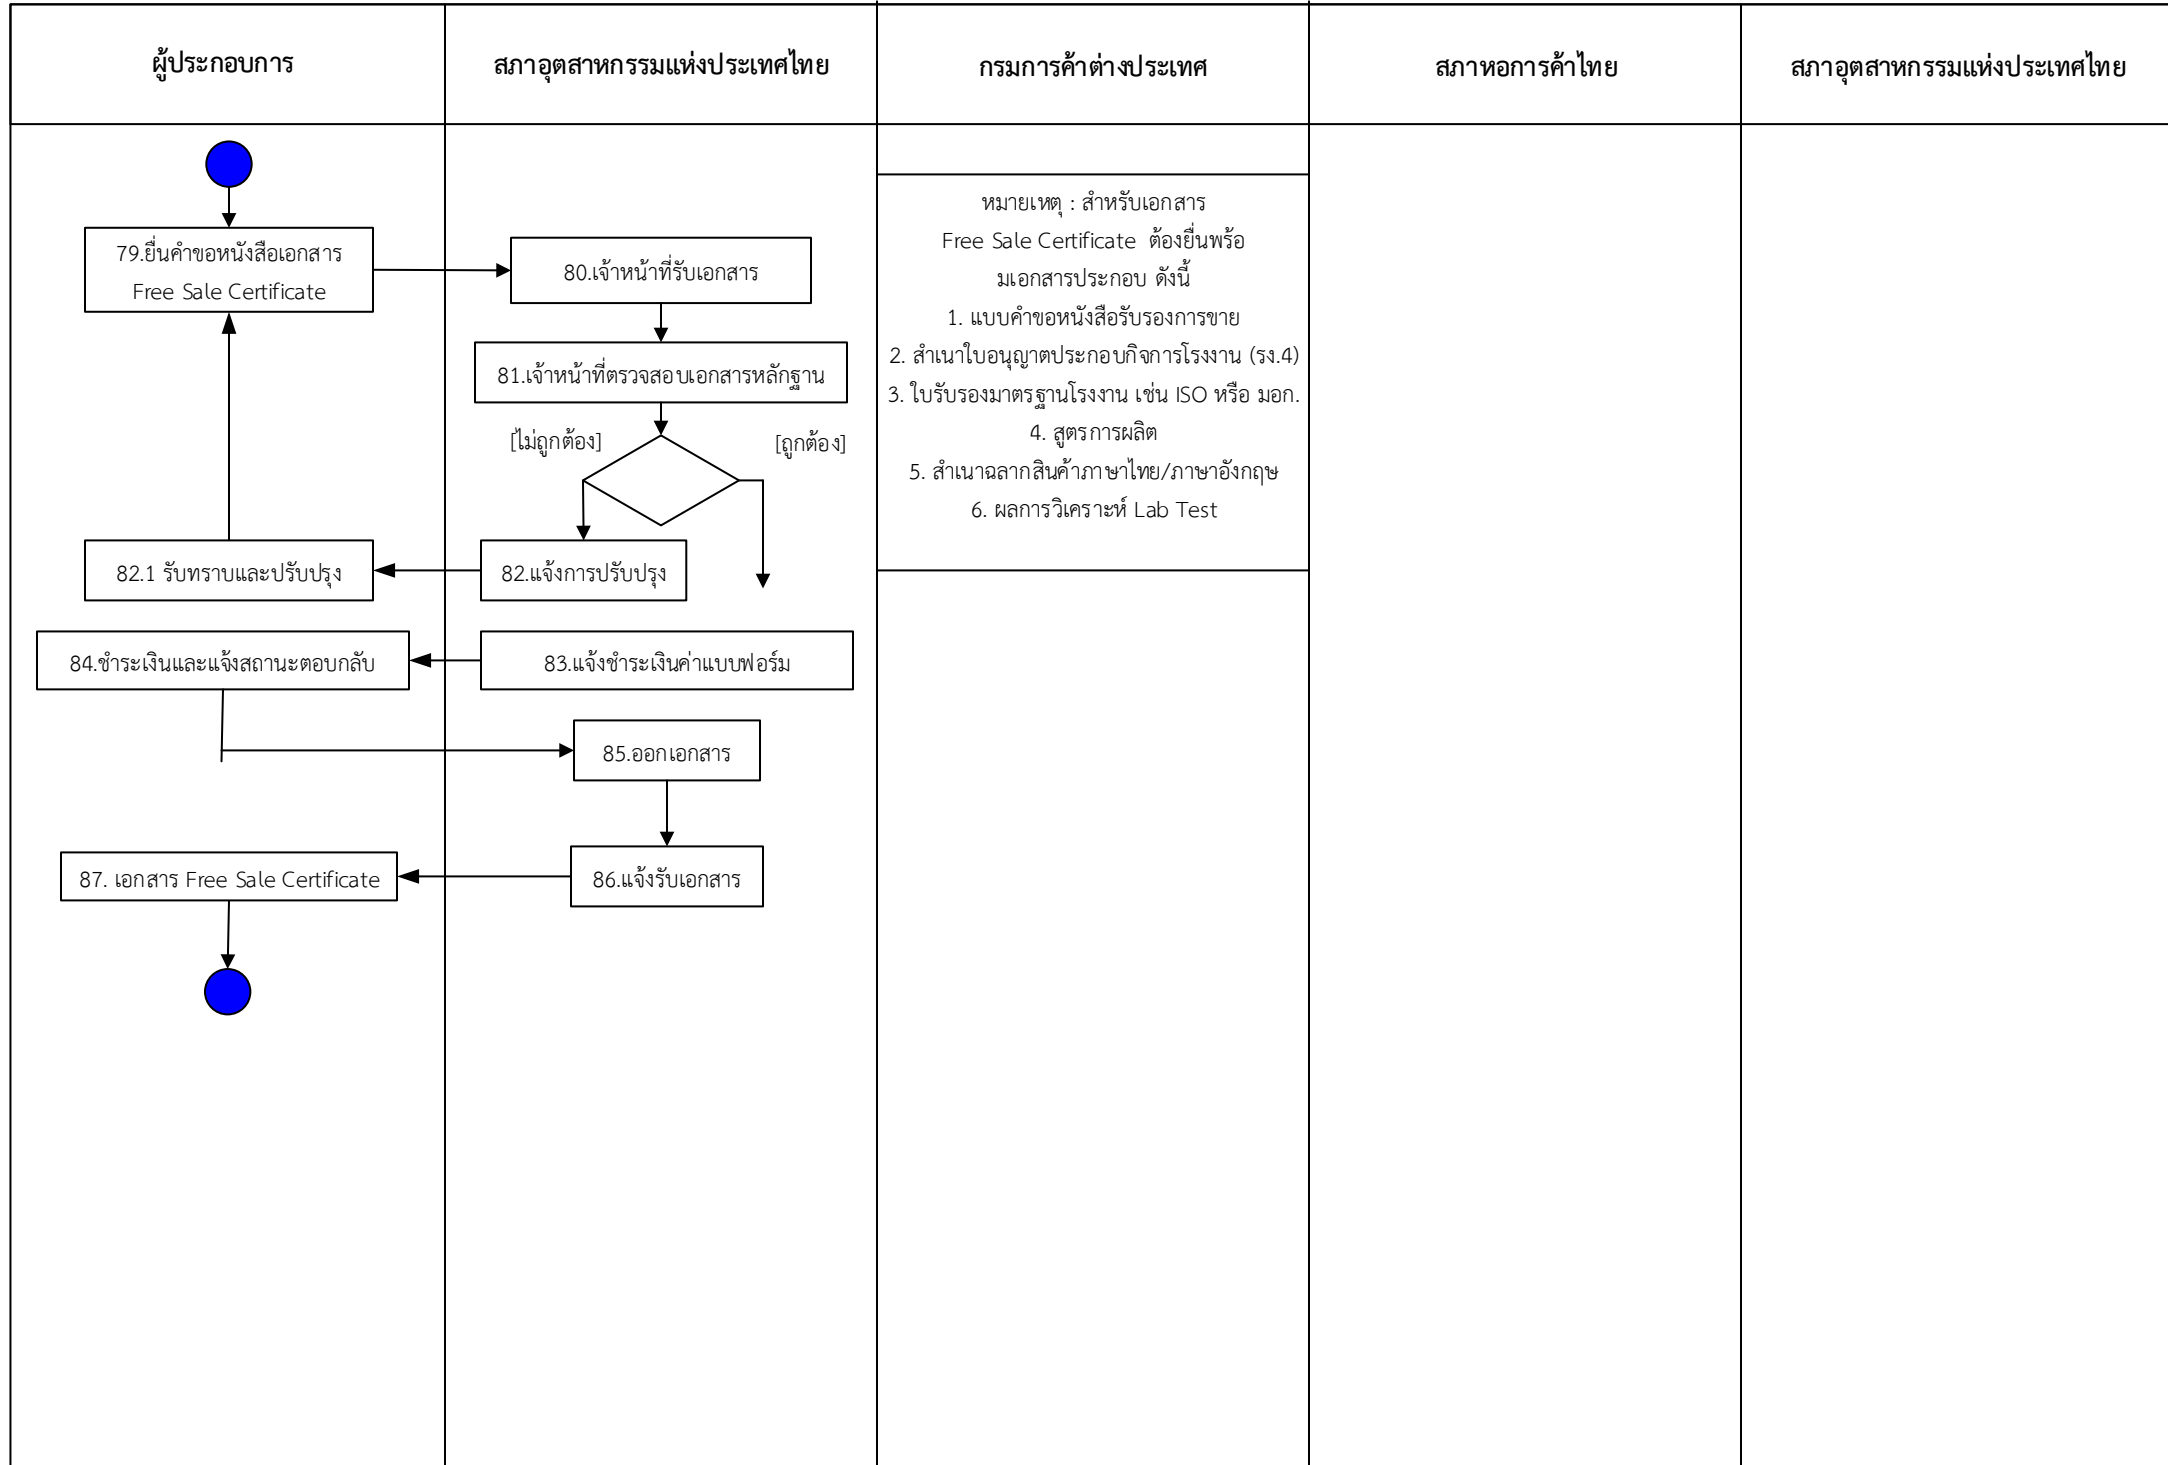 ผู้ประกอบการ
สภาอุตสาหกรรมแห่งประเทศไทย
กรมการค้าต่างประเทศ
สภาหอการค้าไทย
สภาอุตสาหกรรมแห่งประเทศไทย
79.ยื่นคำขอหนังสือเอกสาร
Free Sale Certificate
80.เจ้าหน้าที่รับเอกสาร
81.เจ้าหน้าที่ตรวจสอบเอกสารหลักฐาน
[ไม่ถูกต้อง]
[ถูกต้อง]
82.1 รับทราบและปรับปรุง
82.แจ้งการปรับปรุง
84.ชำระเงินและแจ้งสถานะตอบกลับ
83.แจ้งชำระเงินค่าแบบฟอร์ม
85.ออกเอกสาร
87. เอกสาร Free Sale Certificate
86.แจ้งรับเอกสาร
หมายเหตุ : สำหรับเอกสาร
Free Sale Certificate ต้องยื่นพร้อ
มเอกสารประกอบ ดังนี้
1. แบบคำขอหนังสือรับรองการขาย
2. สำเนาใบอนุญาตประกอบกิจการโรงงาน (รง.4)
3. ใบรับรองมาตรฐานโรงงาน เช่น ISO หรือ มอก.
4. สูตรการผลิต
5. สำเนาฉลากสินค้าภาษาไทย/ภาษาอังกฤษ
6. ผลการวิเคราะห์ Lab Test